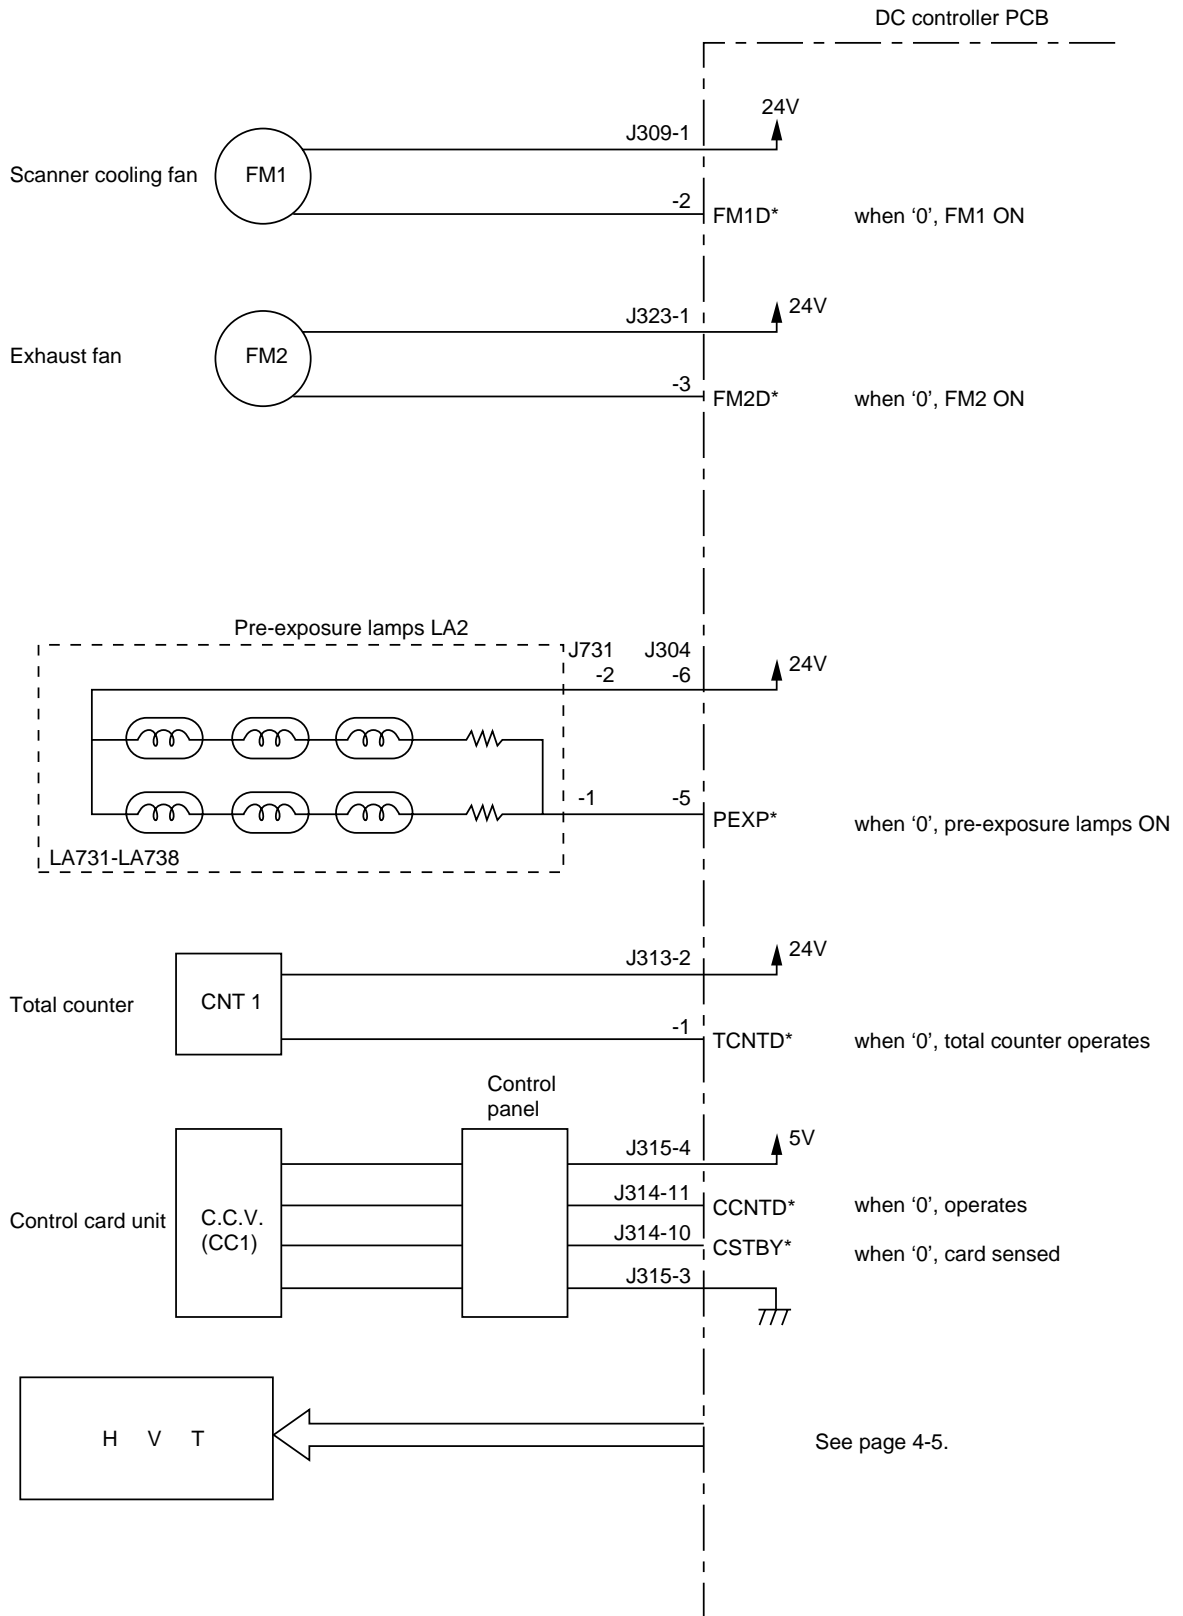 DC controller PCB
24V
J309-1
Scanner cooling fan
FM1
-2
FM1D*
when ‘0’, FM1 ON
24V
J323-1
Exhaust fan
FM2
-3
FM2D*
when ‘0’, FM2 ON
Pre-exposure lamps LA2
J731
J304
-2
-6
24V
-1
-5
PEXP*
when ‘0’, pre-exposure lamps ON
LA731-LA738
24V
J313-2
Total counter
CNT 1
-1
TCNTD*
when ‘0’, total counter operates
Control
panel
5V
J315-4
J314-11
CCNTD*
when ‘0’, operates
Control card unit
C.C.V.
(CC1)
J314-10
CSTBY*
when ‘0’, card sensed
J315-3
H V T
See page 4-5.